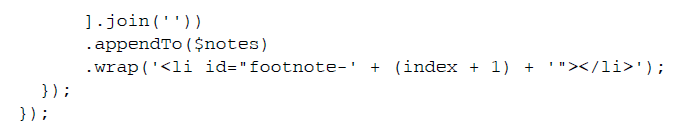 ].join(''))
.appendTo($notes)
.wrap('<li id="footnote-' + (index + 1) + '"></li>');
});
});